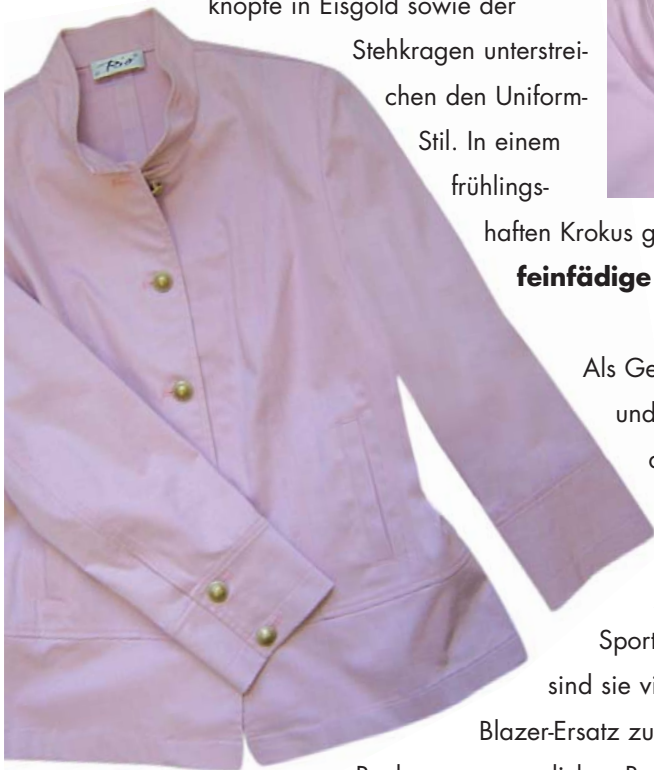 knöpfe in Eisgold sowie der
Stehkragen unterstrei-
chen den Uniform-
Stil. In einem
frühlings-
haften Krokus g
feinfädige
Als Ge
und
Sport
sind sie vi
Blazer-Ersatz zu